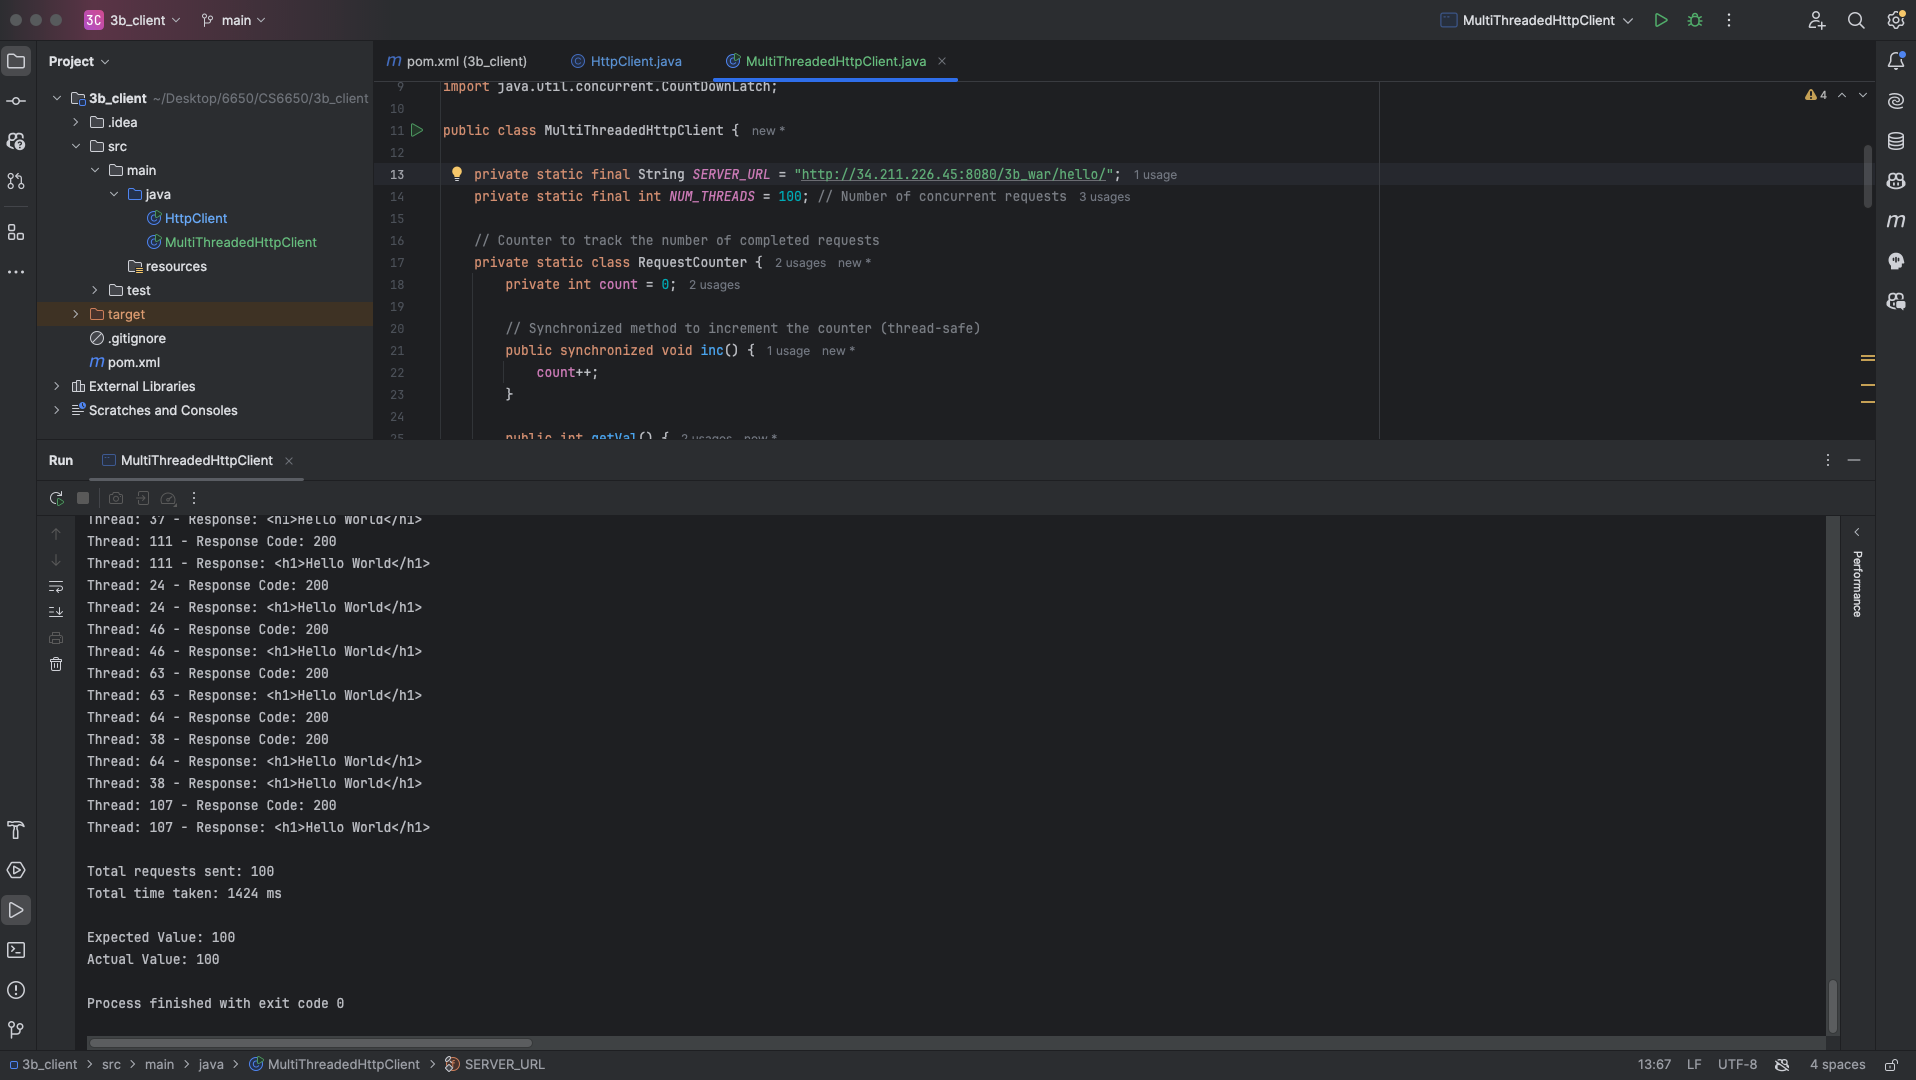 3C 3b_client main MultiThreadedHttpClient
Project
pom.xml (3b_client) HttpClient.java MultiThreadedHttpClient.java
3b_client ~/Desktop/6650/CS6650/3b_client
.idea
src
main
java
HttpClient
MultiThreadedHttpClient
resources
test
target
.gitignore
pom.xml
External Libraries
Scratches and Consoles
4
9 import java.util.concurrent.CountDownLatch;
10
11 public class MultiThreadedHttpClient { new *
12
13 private static final String SERVER_URL = "http://34.211.226.45:8080/3b_war/hello/"; 1 usage
14 private static final int NUM_THREADS = 100; // Number of concurrent requests 3 usages
15
16 // Counter to track the number of completed requests
17 private static class RequestCounter { 2 usages new *
18 private int count = 0; 2 usages
19
20 // Synchronized method to increment the counter (thread-safe)
21 public synchronized void inc() { 1 usage new *
22 count++;
23 }
24
25 public int getVal() { 2 usages new *
Run MultiThreadedHttpClient
Thread: 37 - Response: <h1>Hello World</h1>
Thread: 111 - Response Code: 200
Thread: 111 - Response: <h1>Hello World</h1>
Thread: 24 - Response Code: 200
Thread: 24 - Response: <h1>Hello World</h1>
Thread: 46 - Response Code: 200
Thread: 46 - Response: <h1>Hello World</h1>
Thread: 63 - Response Code: 200
Thread: 63 - Response: <h1>Hello World</h1>
Thread: 64 - Response Code: 200
Thread: 38 - Response Code: 200
Thread: 64 - Response: <h1>Hello World</h1>
Thread: 38 - Response: <h1>Hello World</h1>
Thread: 107 - Response Code: 200
Thread: 107 - Response: <h1>Hello World</h1>
Total requests sent: 100
Total time taken: 1424 ms
Expected Value: 100
Actual Value: 100
Process finished with exit code 0
Performance
3b_client > src > main > java > MultiThreadedHttpClient > SERVER_URL 13:67 LF UTF-8 4 spaces